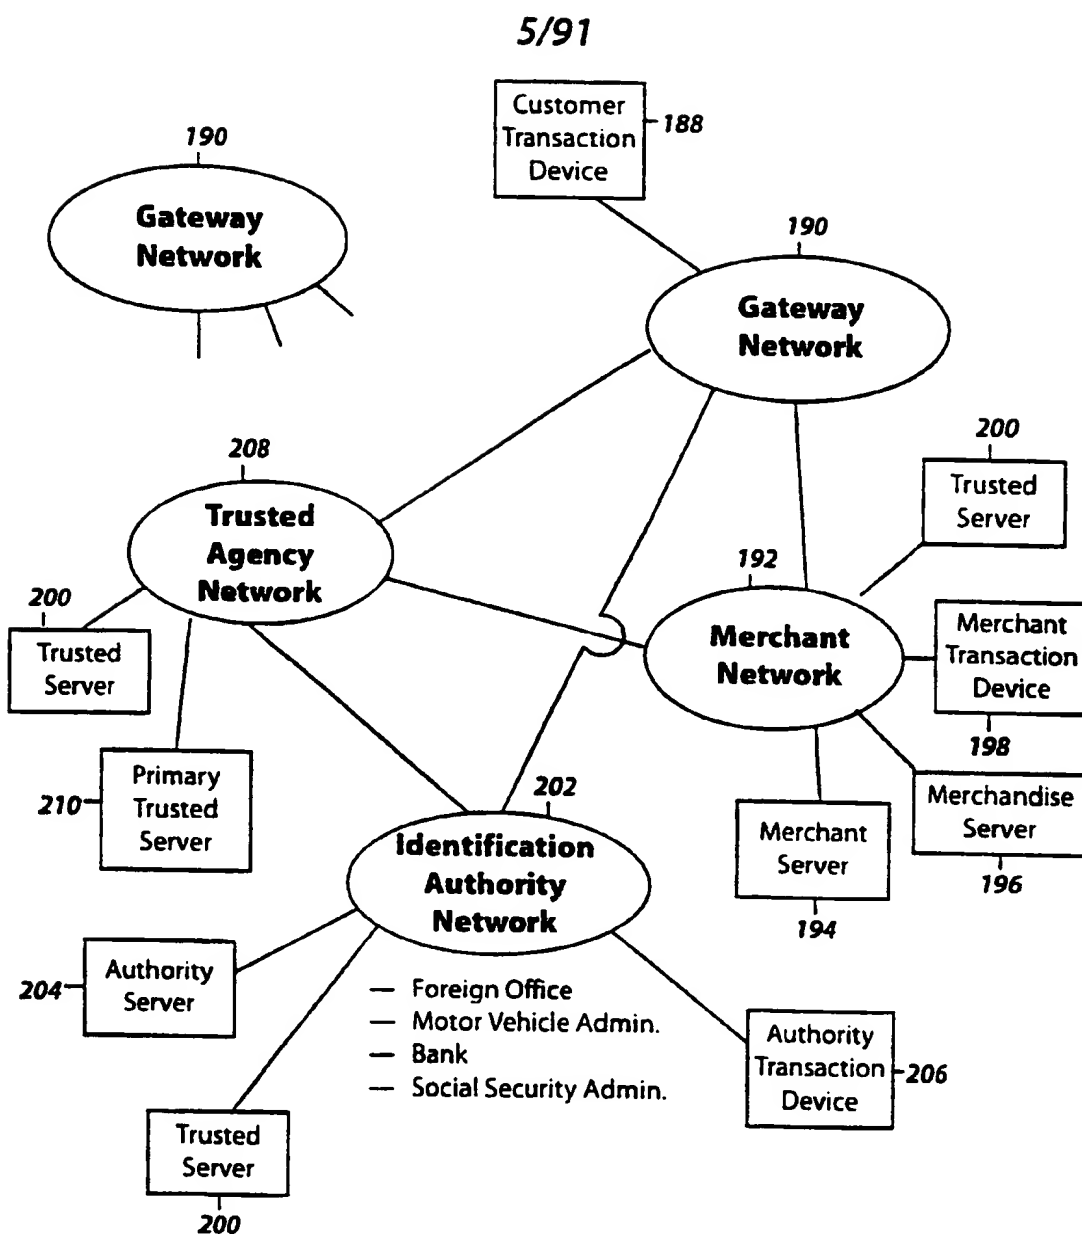 5/91
Customer
Transaction
Device
188
190
Gateway
Network
190
Gateway
Network
208
Trusted
Agency
Network
200
Trusted
Server
192
Merchant
Network
200
Trusted
Server
Merchant
Transaction
Device
198
210
Primary
Trusted
Server
202
Identification
Authority
Network
Merchant
Server
194
Merchandise
Server
196
204
Authority
Server
— Foreign Office
— Motor Vehicle Admin.
— Bank
— Social Security Admin.
Authority
Transaction
Device
206
Trusted
Server
200